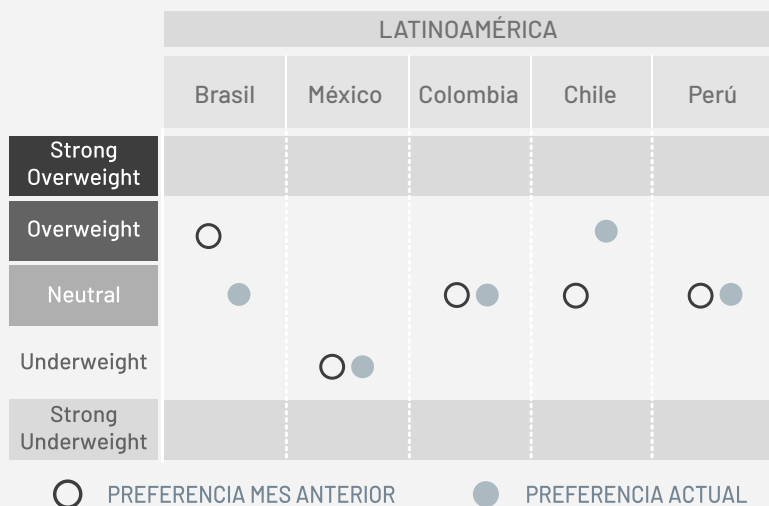 LATINOAMÉRICA
Brasil México Colombia Chile Perú
Strong
Overweight
Overweight
Neutral
Underweight
Strong
Underweight
PREFERENCIA MES ANTERIOR PREFERENCIA ACTUAL